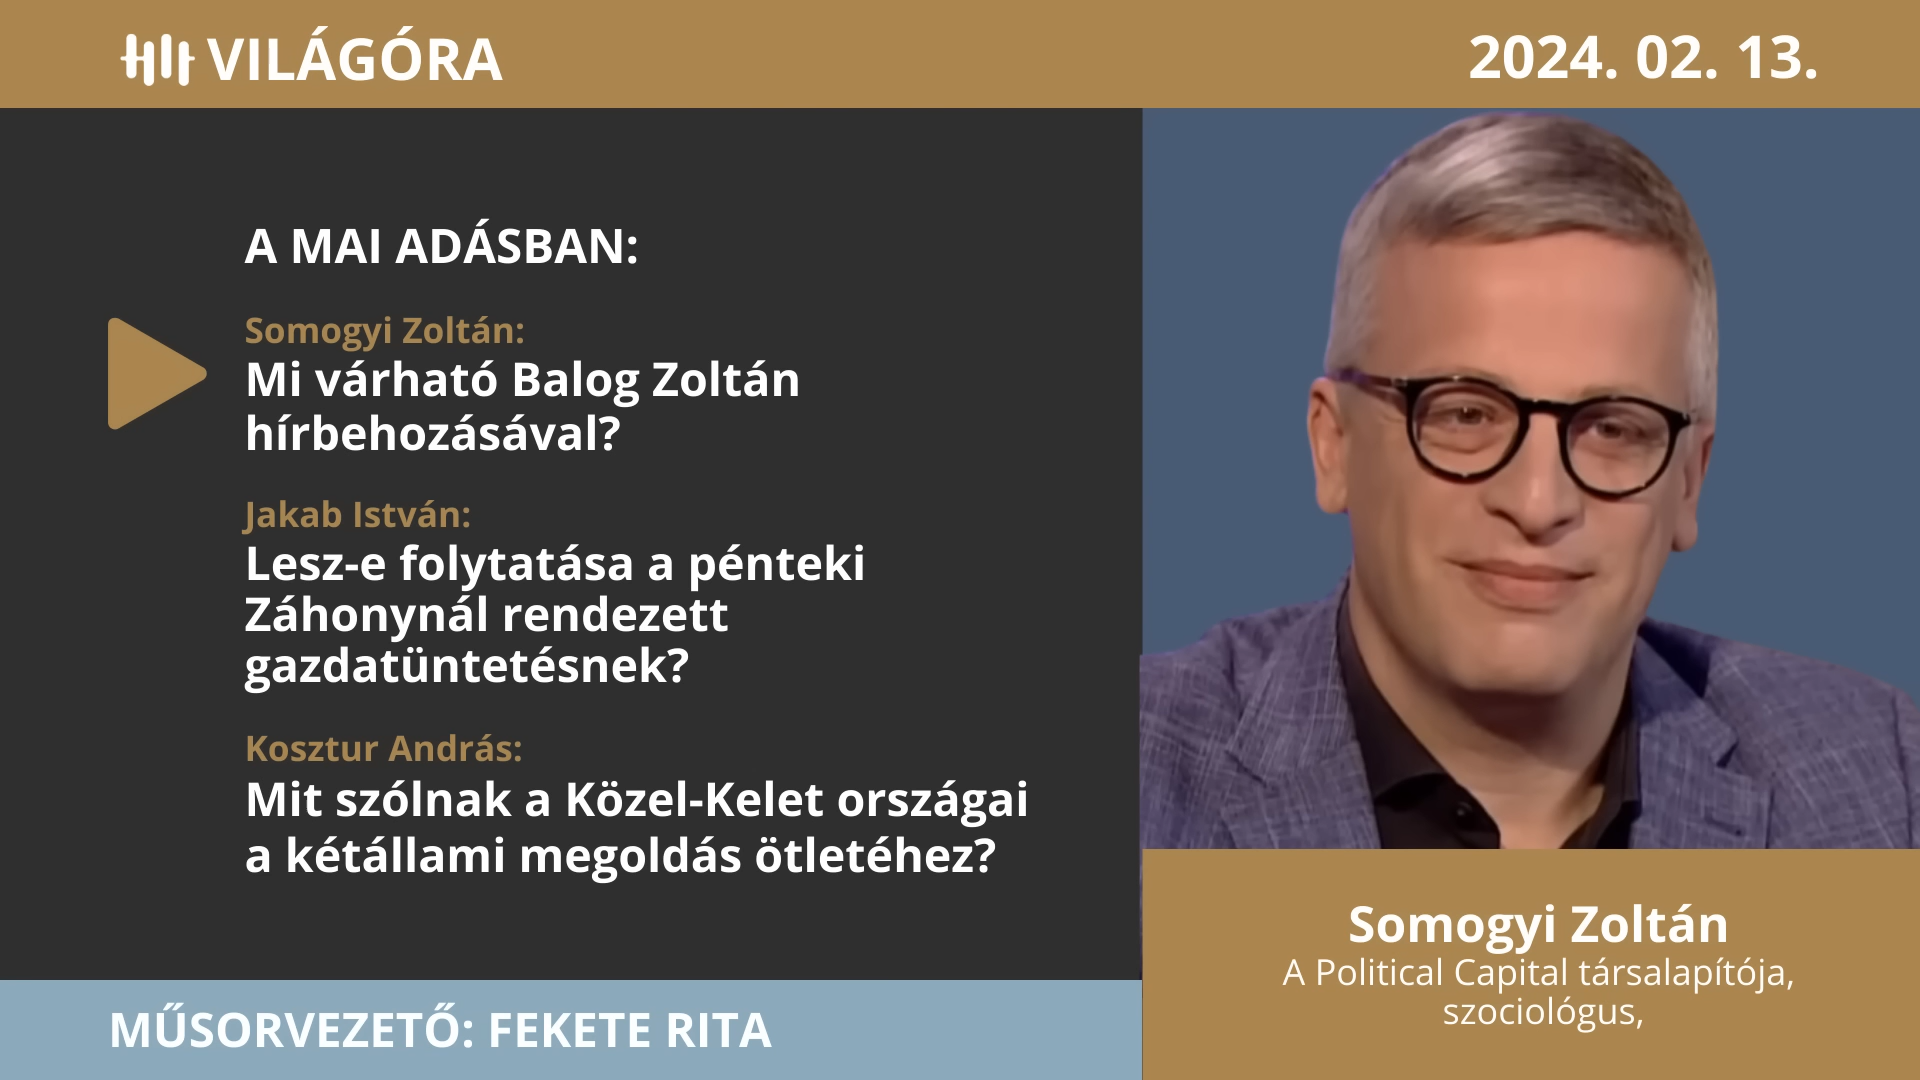 VILÁGÓRA
2024. 02. 13.
A MAI ADÁSBAN:
Somogyi Zoltán:
Mi várható Balog Zoltán
hírbehozásával?
Jakab István:
Lesz-e folytatása a pénteki
Záhonynál rendezett
gazdatüntetésnek?
Kosztur András:
Mit szólnak a Közel-Kelet országai
a kétállami megoldás ötletéhez?
MŰSORVEZETŐ: FEKETE RITA
Somogyi Zoltán
A Political Capital társalapítója,
szociológus,